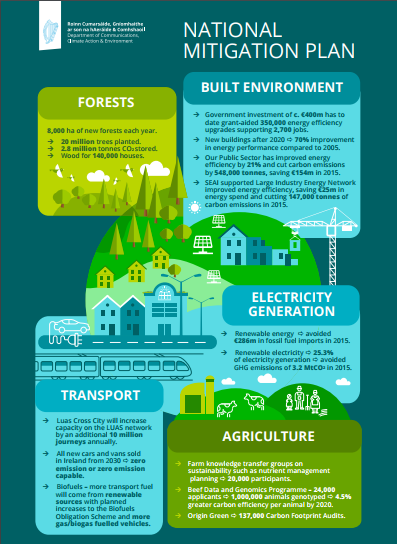 Roinn Cumarsáide, Gníomhaithe
ar son na hAeráide & Comhshaoil
Department of Communications,
Climate Action & Environment
NATIONAL
MITIGATION PLAN
FORESTS
8,000 ha of new forests each year.
→ 20 million trees planted.
→ 2.8 million tonnes CO₂ stored.
→ Wood for 140,000 houses.
BUILT ENVIRONMENT
→ Government investment of c. €400m has to
date grant-aided 350,000 energy efficiency
upgrades supporting 2,700 jobs.
→ New buildings after 2020 ⇨ 70% improvement
in energy performance compared to 2005.
→ Our Public Sector has improved energy
efficiency by 21% and cut carbon emissions
by 548,000 tonnes, saving €154m in 2015.
→ SEAI supported Large Industry Energy Network
improved energy efficiency, saving €25m in
energy spend and cutting 147,000 tonnes of
carbon emissions in 2015.
ELECTRICITY
GENERATION
→ Renewable energy ⇨ avoided
€286m in fossil fuel imports in 2015.
→ Renewable electricity ⇨ 25.3%
of electricity generation ⇨ avoided
GHG emissions of 3.2 MtCO₂ in 2015.
TRANSPORT
→ Luas Cross City will increase
capacity on the LUAS network
by an additional 10 million
journeys annually.
→ All new cars and vans sold
in Ireland from 2030 ⇨ zero
emission or zero emission
capable.
→ Biofuels – more transport fuel
will come from renewable
sources with planned
increases to the Biofuels
Obligation Scheme and more
gas/biogas fuelled vehicles.
AGRICULTURE
→ Farm knowledge transfer groups on
sustainability such as nutrient management
planning ⇨ 20,000 participants.
→ Beef Data and Genomics Programme – 24,000
applicants ⇨ 1,000,000 animals genotyped ⇨ 4.5%
greater carbon efficiency per animal by 2020.
→ Origin Green ⇨ 137,000 Carbon Footprint Audits.